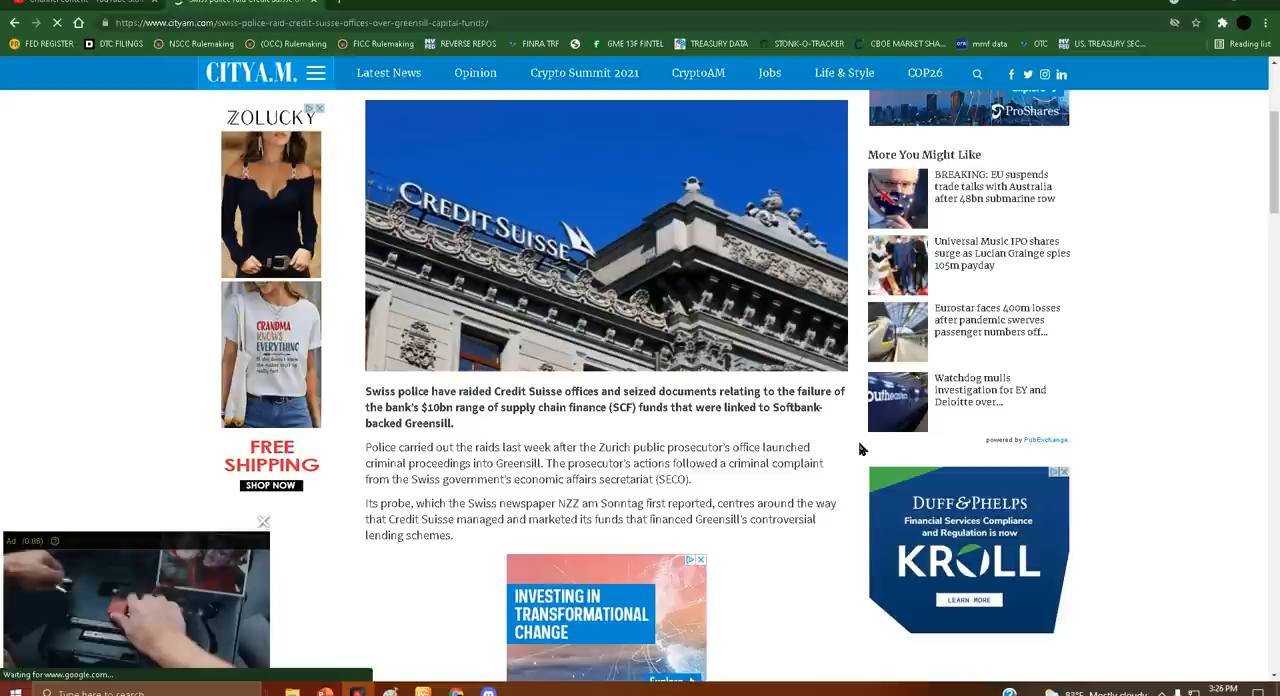 https://www.cityam.com/swiss-police-raid-credit-suisse-offices-over-greensill-capital-funds/
FED REGISTER
DTC FILINGS
NSCC Rulemaking
(OCC) Rulemaking
FICC Rulemaking
REVERSE REPOS
FINRA TRF
GME 13F FINTEL
TREASURY DATA
STONK-O-TRACKER
CBOE MARKET SHA...
mmf data
OTC
U.S. TREASURY SEC...
Reading list
CITY A.M.
Latest News
Opinion
Crypto Summit 2021
CryptoAM
Jobs
Life & Style
COP26
ZOLUCKY
CREDIT SUISSE
GRANDMA
KNOWS
EVERYTHING
FREE
SHIPPING
SHOP NOW
Ad (0:06)
Swiss police have raided Credit Suisse offices and seized documents relating to the failure of
the bank's $10bn range of supply chain finance (SCF) funds that were linked to Softbank-
backed Greensill.
Police carried out the raids last week after the Zurich public prosecutor's office launched
criminal proceedings into Greensill. The prosecutor's actions followed a criminal complaint
from the Swiss government's economic affairs secretariat (SECO).
Its probe, which the Swiss newspaper NZZ am Sonntag first reported, centres around the way
that Credit Suisse managed and marketed its funds that financed Greensill's controversial
lending schemes.
INVESTING IN
TRANSFORMATIONAL
CHANGE
Explore
ProShares
More You Might Like
BREAKING: EU suspends
trade talks with Australia
after 48bn submarine row
Universal Music IPO shares
surge as Lucian Grainge spies
105m payday
Eurostar faces 400m losses
after pandemic swerves
passenger numbers off...
Watchdog mulls
investigation for EY and
Deloitte over...
powered by PubExchange
DUFF & PHELPS
Financial Services Compliance
and Regulation is now
KROLL
LEARN MORE
Waiting for www.google.com...
Type here to search
83°F Mostly cloudy
3:26 PM